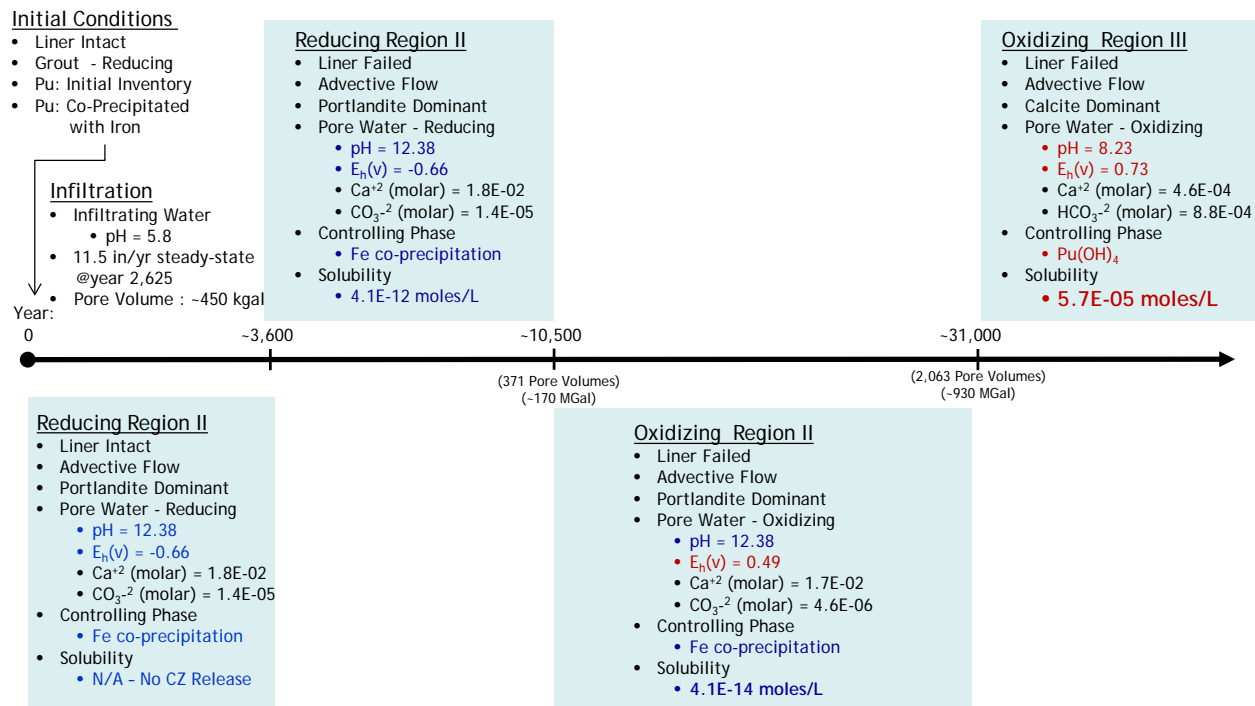 Initial Conditions
• Liner Intact
• Grout - Reducing
• Pu: Initial Inventory
• Pu: Co-Precipitated
with Iron
Infiltration
• Infiltrating Water
• pH = 5.8
• 11.5 in/yr steady-state
@year 2,625
• Pore Volume : ~450 kgal
Reducing Region II
• Liner Failed
• Advective Flow
• Portlandite Dominant
• Pore Water - Reducing
• pH = 12.38
• Eh(v) = -0.66
• Ca+2 (molar) = 1.8E-02
• CO3-2 (molar) = 1.4E-05
• Controlling Phase
• Fe co-precipitation
• Solubility
• 4.1E-12 moles/L
Oxidizing Region III
• Liner Failed
• Advective Flow
• Calcite Dominant
• Pore Water - Oxidizing
• pH = 8.23
• Eh(v) = 0.73
• Ca+2 (molar) = 4.6E-04
• HCO3-2 (molar) = 8.8E-04
• Controlling Phase
• Pu(OH)4
• Solubility
• 5.7E-05 moles/L
Year:
0
~3,600
~10,500
~31,000
(371 Pore Volumes)
(~170 MGal)
(2,063 Pore Volumes)
(~930 MGal)
Reducing Region II
• Liner Intact
• Advective Flow
• Portlandite Dominant
• Pore Water - Reducing
• pH = 12.38
• Eh(v) = -0.66
• Ca+2 (molar) = 1.8E-02
• CO3-2 (molar) = 1.4E-05
• Controlling Phase
• Fe co-precipitation
• Solubility
• N/A – No CZ Release
Oxidizing Region II
• Liner Failed
• Advective Flow
• Portlandite Dominant
• Pore Water - Oxidizing
• pH = 12.38
• Eh(v) = 0.49
• Ca+2 (molar) = 1.7E-02
• CO3-2 (molar) = 4.6E-06
• Controlling Phase
• Fe co-precipitation
• Solubility
• 4.1E-14 moles/L